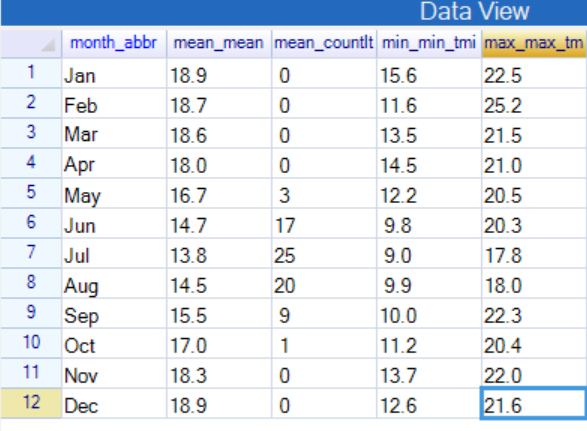 Data View
month_abbr mean_mean mean_countlt min_min_tmi max_max_tm
1 Jan 18.9 0 15.6 22.5
2 Feb 18.7 0 11.6 25.2
3 Mar 18.6 0 13.5 21.5
4 Apr 18.0 0 14.5 21.0
5 May 16.7 3 12.2 20.5
6 Jun 14.7 17 9.8 20.3
7 Jul 13.8 25 9.0 17.8
8 Aug 14.5 20 9.9 18.0
9 Sep 15.5 9 10.0 22.3
10 Oct 17.0 1 11.2 20.4
11 Nov 18.3 0 13.7 22.0
12 Dec 18.9 0 12.6 21.6